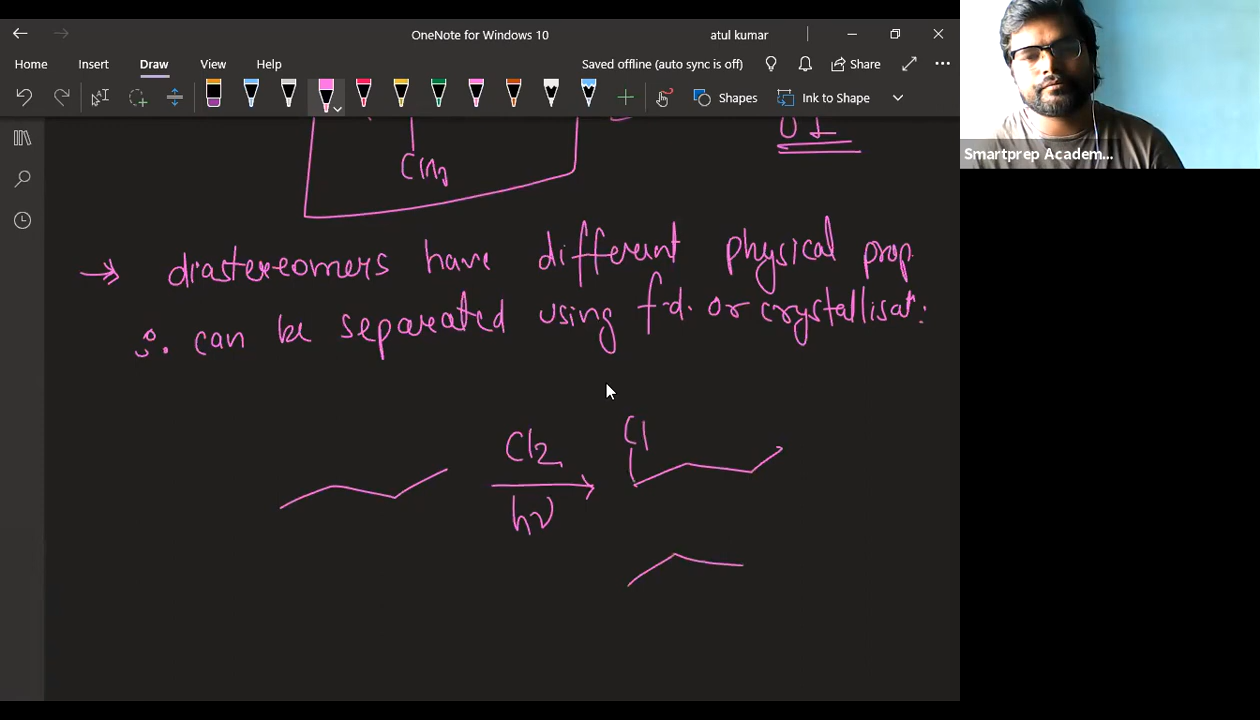 OneNote for Windows 10
atul kumar
Home Insert Draw View Help
Saved offline (auto sync is off)
Share
Shapes
Ink to Shape
Smartprep Academ...
CH3
→ diastereomers have different physical prop.
∴ can be separated using f.d. or crystallisat:
Cl2
hν
Cl